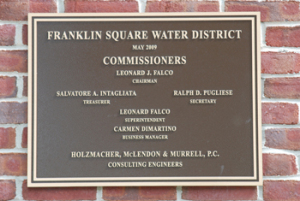 FRANKLIN SQUARE WATER DISTRICT
MAY 2009
COMMISSIONERS
LEONARD J. FALCO
CHAIRMAN
SALVATORE A. INTAGLIATA RALPH D. PUGLIESE
TREASURER SECRETARY
LEONARD FALCO
SUPERINTENDENT
CARMEN DIMARTINO
BUSINESS MANAGER
HOLZMACHER, McLENDON & MURRELL, P.C.
CONSULTING ENGINEERS